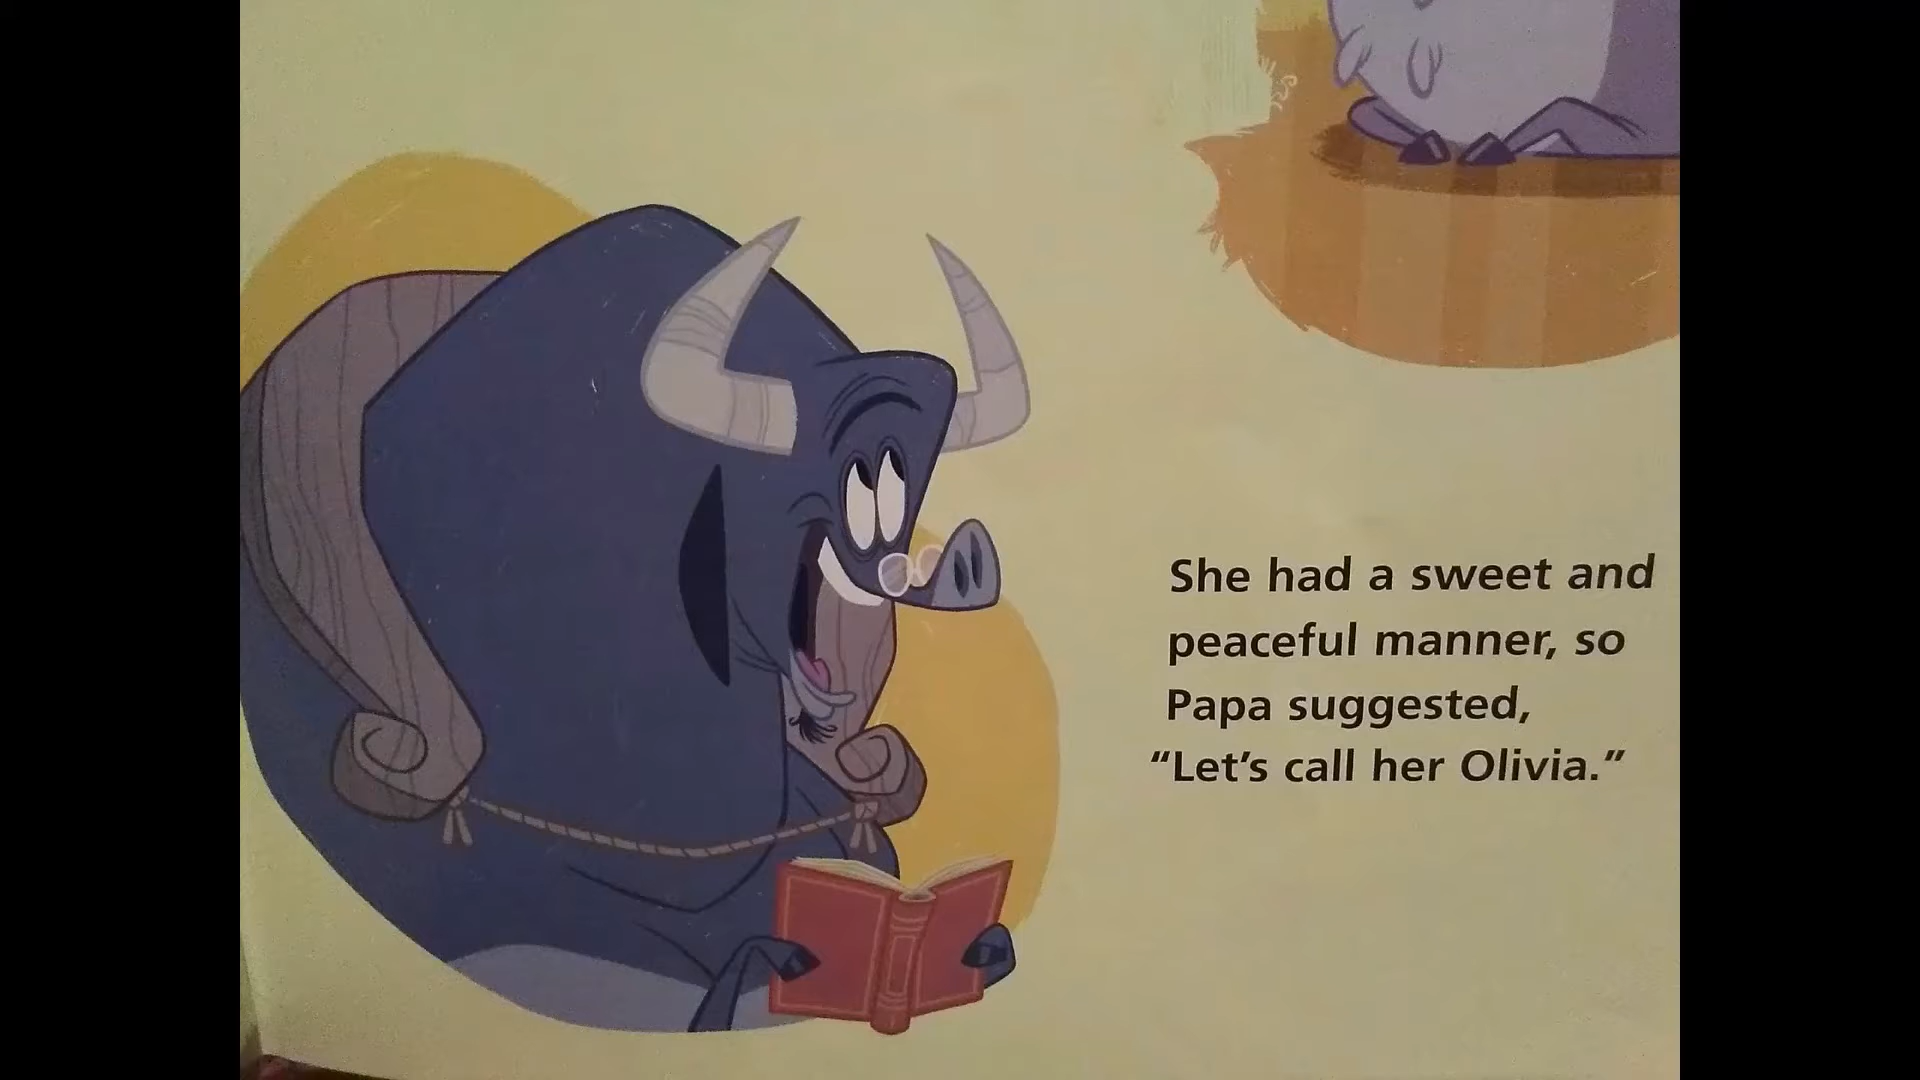 She had a sweet and
peaceful manner, so
Papa suggested,
“Let’s call her Olivia.”